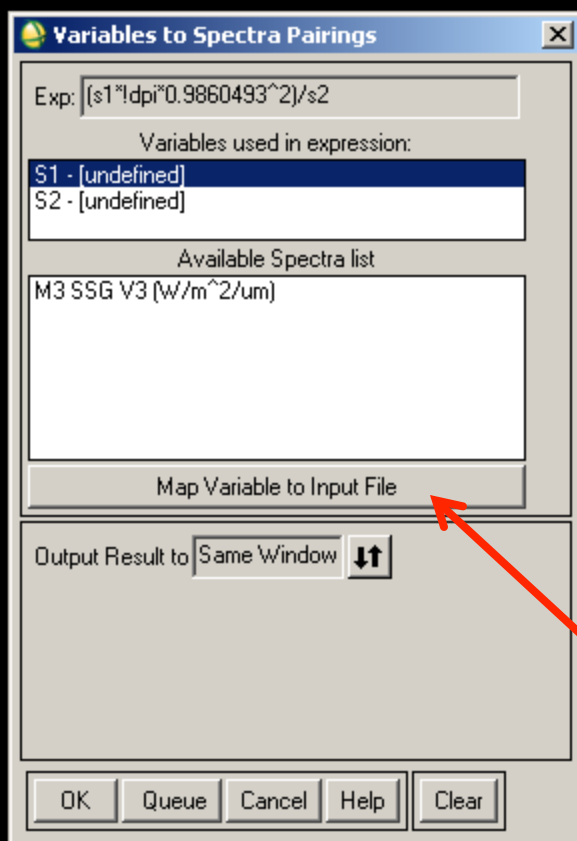 Variables to Spectra Pairings
Exp: (s1*!dpi*0.9860493^2)/s2
Variables used in expression:
S1 - [undefined]
S2 - [undefined]
Available Spectra list
M3 SSG V3 (W/m^2/um)
Map Variable to Input File
Output Result to Same Window
OK Queue Cancel Help Clear